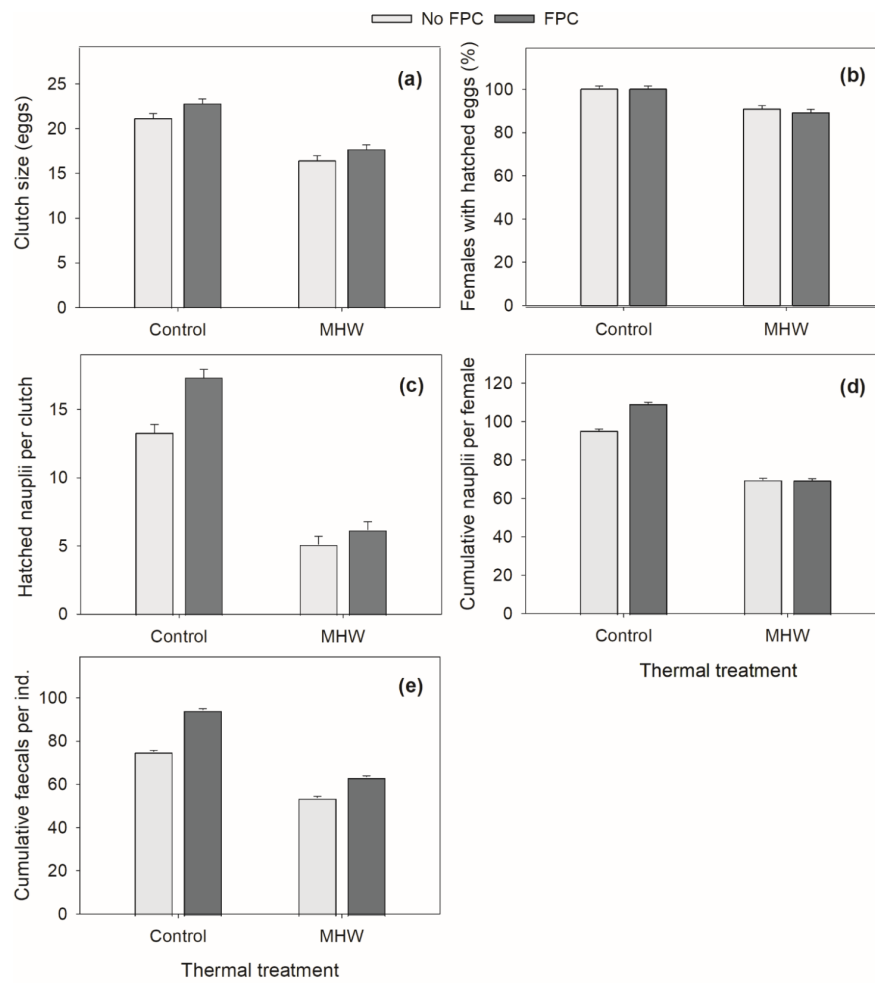 No FPC FPC
(a)
Clutch size (eggs)
25
20
15
10
5
0
Control MHW
(b)
Females with hatched eggs (%)
100
80
60
40
20
0
Control MHW
(c)
Hatched nauplii per clutch
15
10
5
0
Control MHW
(d)
Cumulative nauplii per female
120
100
80
60
40
20
0
Control MHW
Thermal treatment
(e)
Cumulative faecals per ind.
100
80
60
40
20
0
Control MHW
Thermal treatment